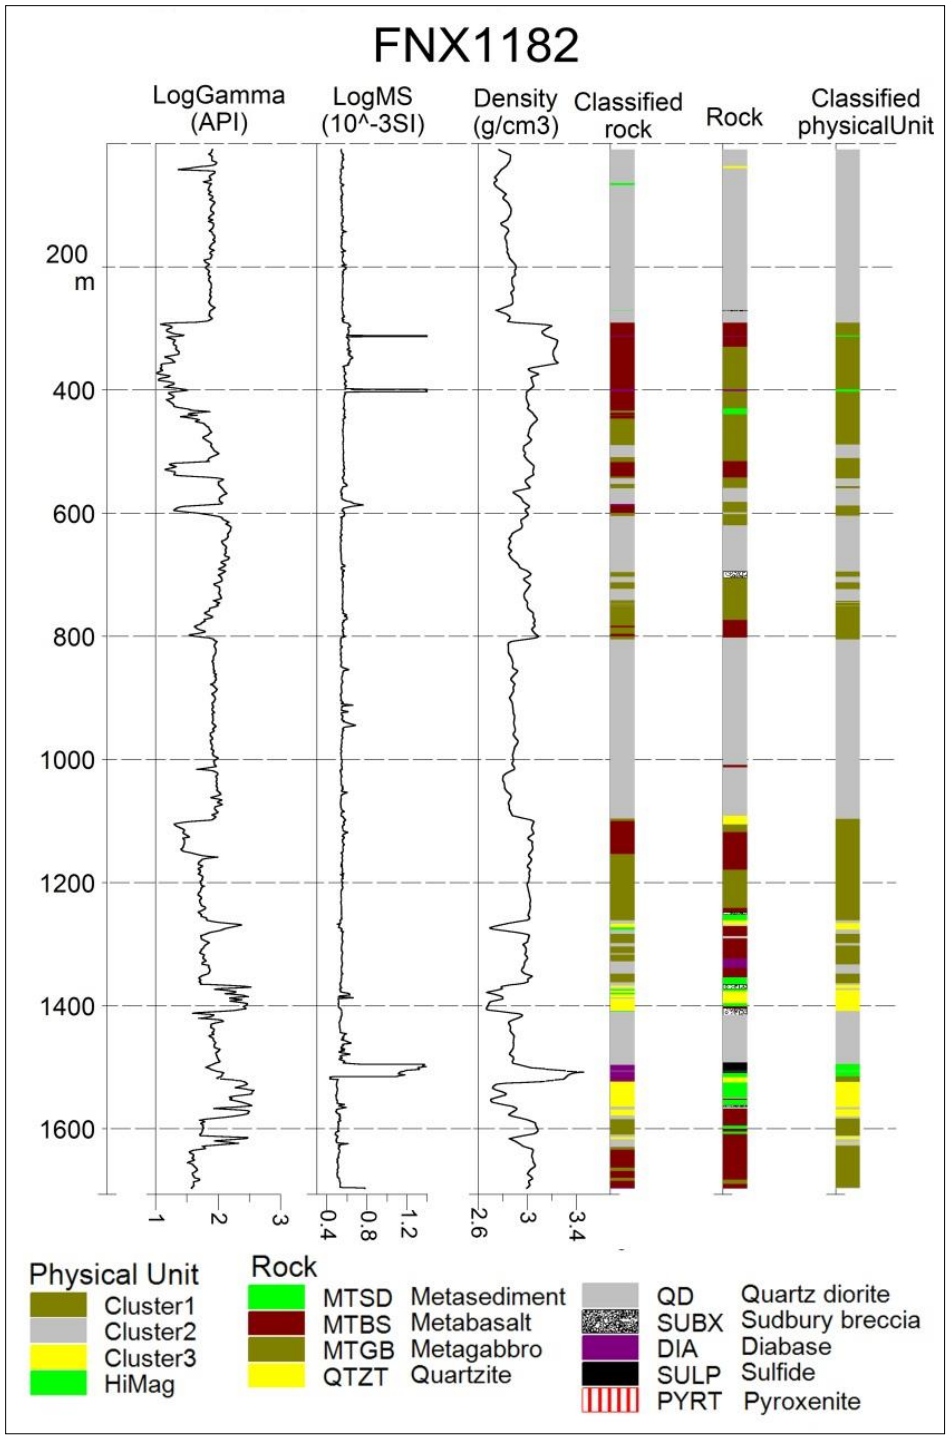 FNX1182
LogGamma
(API)
LogMS
(10^-3SI)
Density
(g/cm3)
Classified
rock
Rock
Classified
physicalUnit
200
m
400
600
800
1000
1200
1400
1600
1 2 3
0.4 0.8 1.2
2.6 3 3.4
Physical Unit
Cluster1
Cluster2
Cluster3
HiMag
Rock
MTSD Metasediment
MTBS Metabasalt
MTGB Metagabbro
QTZT Quartzite
QD Quartz diorite
SUBX Sudbury breccia
DIA Diabase
SULP Sulfide
PYRT Pyroxenite